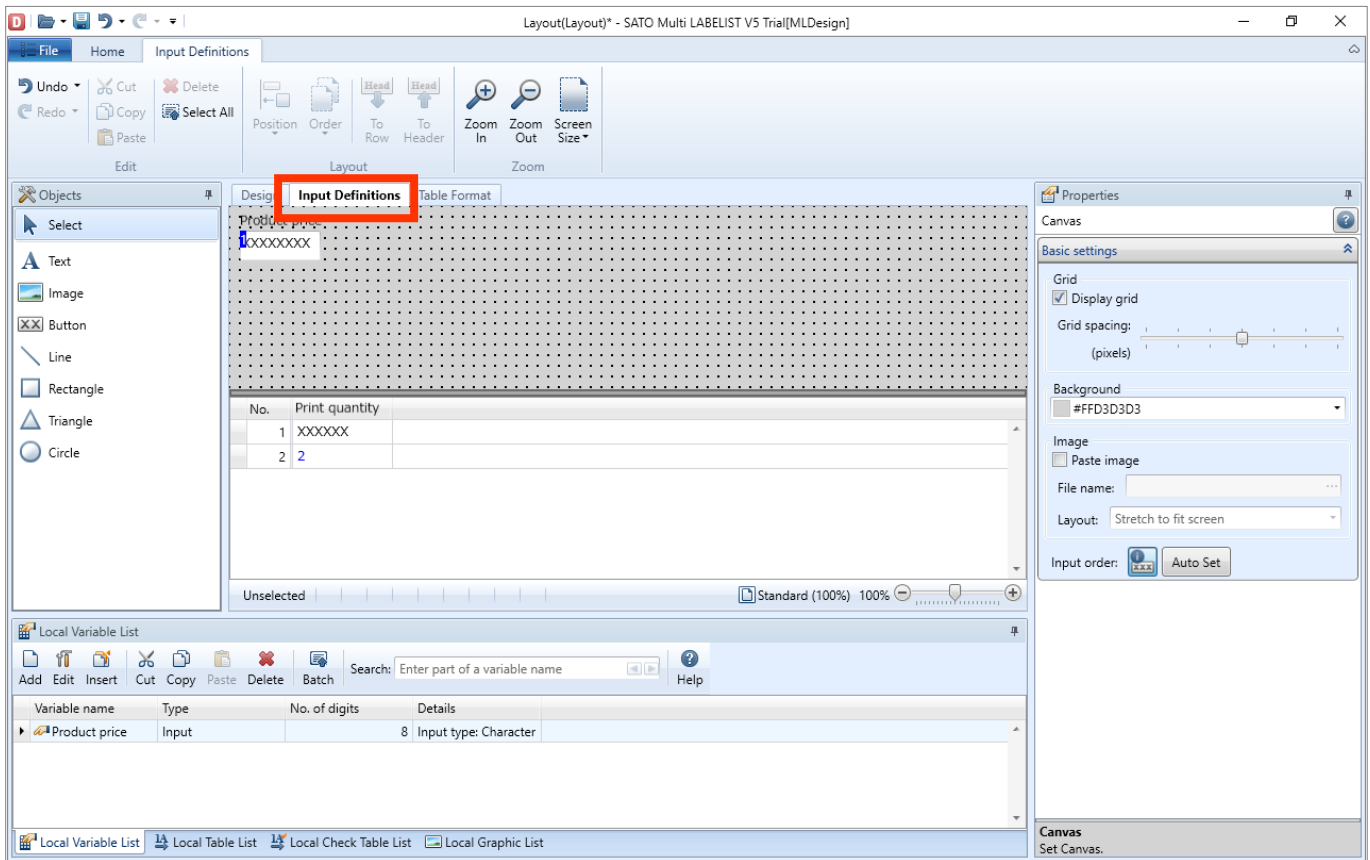 Layout(Layout)* - SATO Multi LABELIST V5 Trial[MLDesign]
File Home Input Definitions
Undo Cut Delete
Redo Copy Select All
Paste
Position Order To Row To Header Zoom In Zoom Out Screen Size
Head Head
Edit Layout Zoom
Objects
Select
Text
Image
XX Button
Line
Rectangle
Triangle
Circle
Design Input Definitions Table Format
Product price
1 XXXXXXXX
No. Print quantity
1 XXXXXX
2 2
Unselected Standard (100%) 100%
Properties
Canvas
Basic settings
Grid
Display grid
Grid spacing:
(pixels)
Background
#FFD3D3D3
Image
Paste image
File name: ...
Layout: Stretch to fit screen
Input order: xxx Auto Set
Canvas
Set Canvas.
Local Variable List
Add Edit Insert Cut Copy Paste Delete Batch Search: Enter part of a variable name Help
Variable name Type No. of digits Details
Product price Input 8 Input type: Character
Local Variable List Local Table List Local Check Table List Local Graphic List